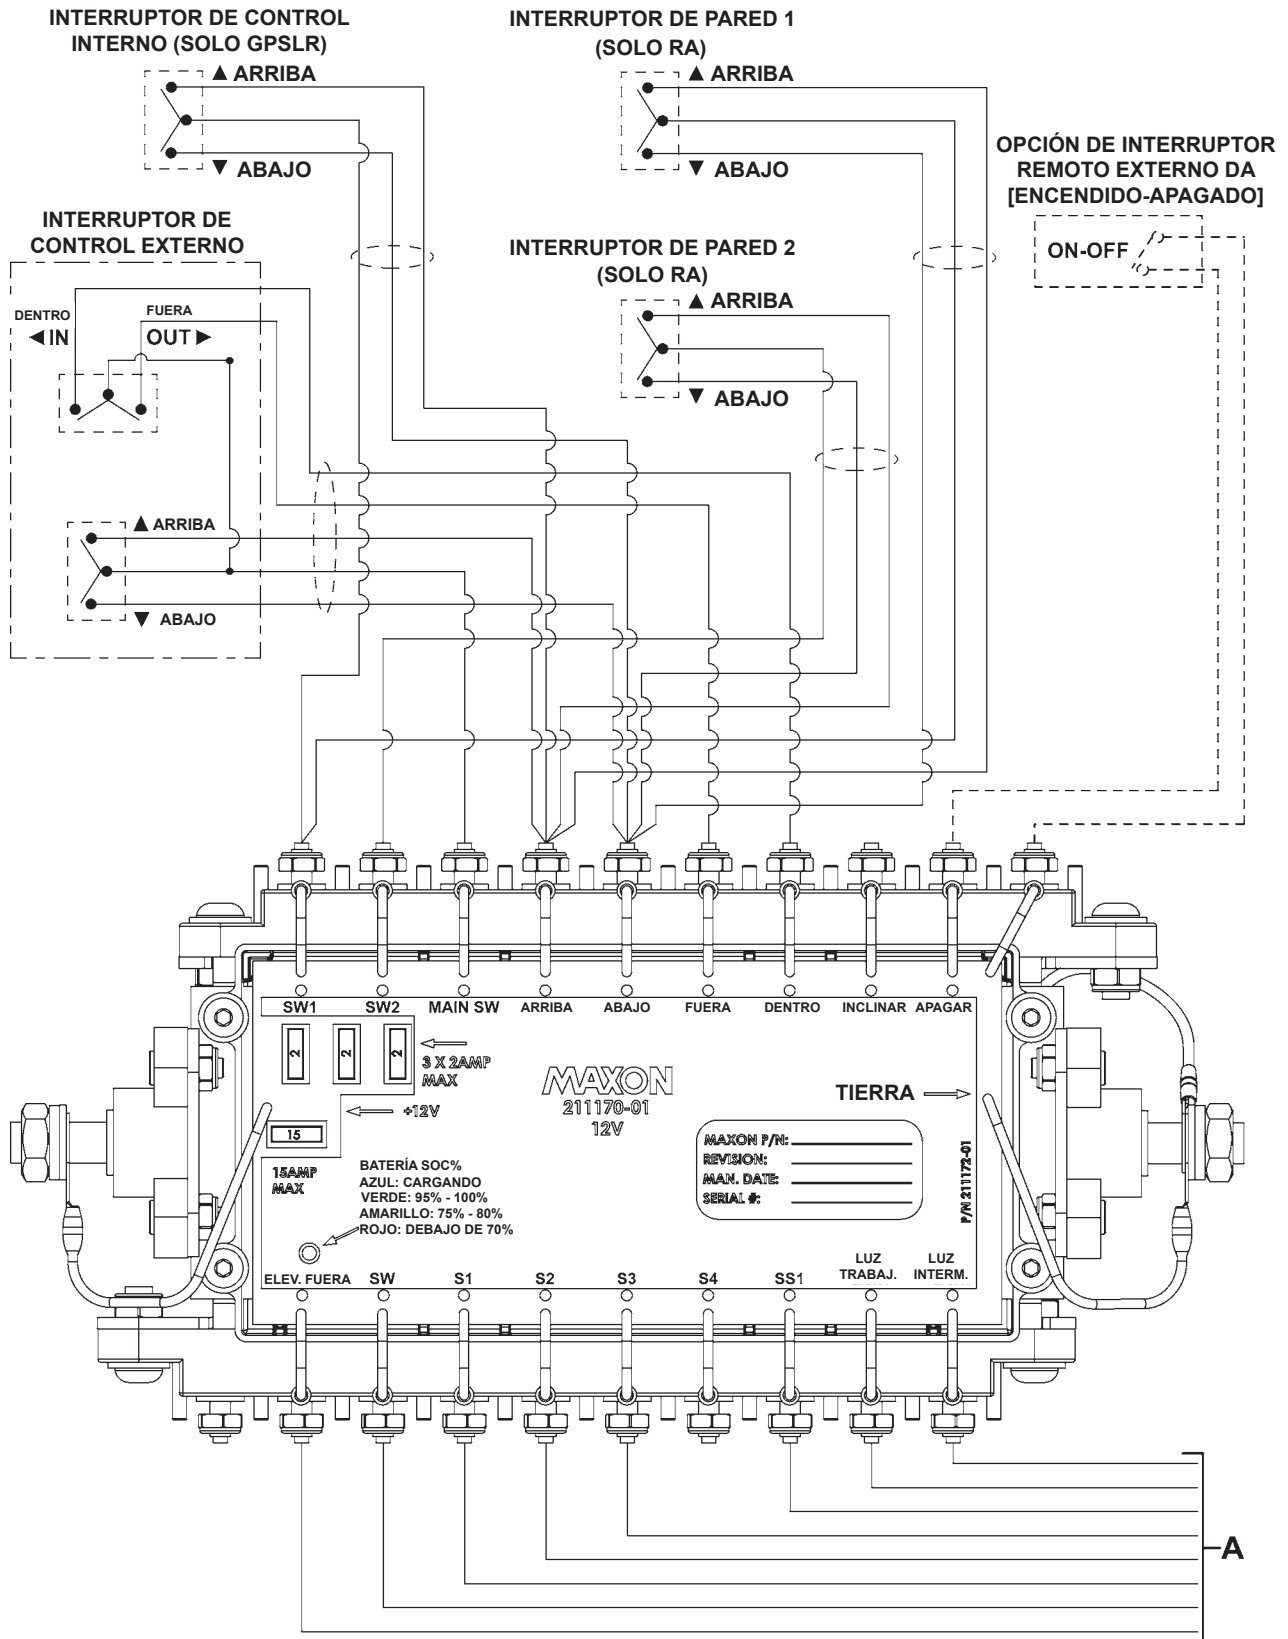 INTERRUPTOR DE CONTROL
INTERNO (SOLO GPSLR)
▲ ARRIBA
▼ ABAJO
INTERRUPTOR DE PARED 1
(SOLO RA)
▲ ARRIBA
▼ ABAJO
OPCIÓN DE INTERRUPTOR
REMOTO EXTERNO DA
[ENCENDIDO-APAGADO]
ON-OFF
INTERRUPTOR DE
CONTROL EXTERNO
DENTRO
◄IN
FUERA
OUT►
▲ ARRIBA
▼ ABAJO
INTERRUPTOR DE PARED 2
(SOLO RA)
▲ ARRIBA
▼ ABAJO
SW1 SW2 MAIN SW ARRIBA ABAJO FUERA DENTRO INCLINAR APAGAR
2 2 2
3 X 2AMP
MAX
+12V
15
15AMP
MAX
MAXON
211170-01
12V
TIERRA
MAXON P/N:
REVISION:
MAN. DATE:
SERIAL #:
P/N 211172-01
BATERÍA SOC%
AZUL: CARGANDO
VERDE: 95% - 100%
AMARILLO: 75% - 80%
ROJO: DEBAJO DE 70%
ELEV. FUERA SW S1 S2 S3 S4 SS1
LUZ
TRABAJ.
LUZ
INTERM.
A